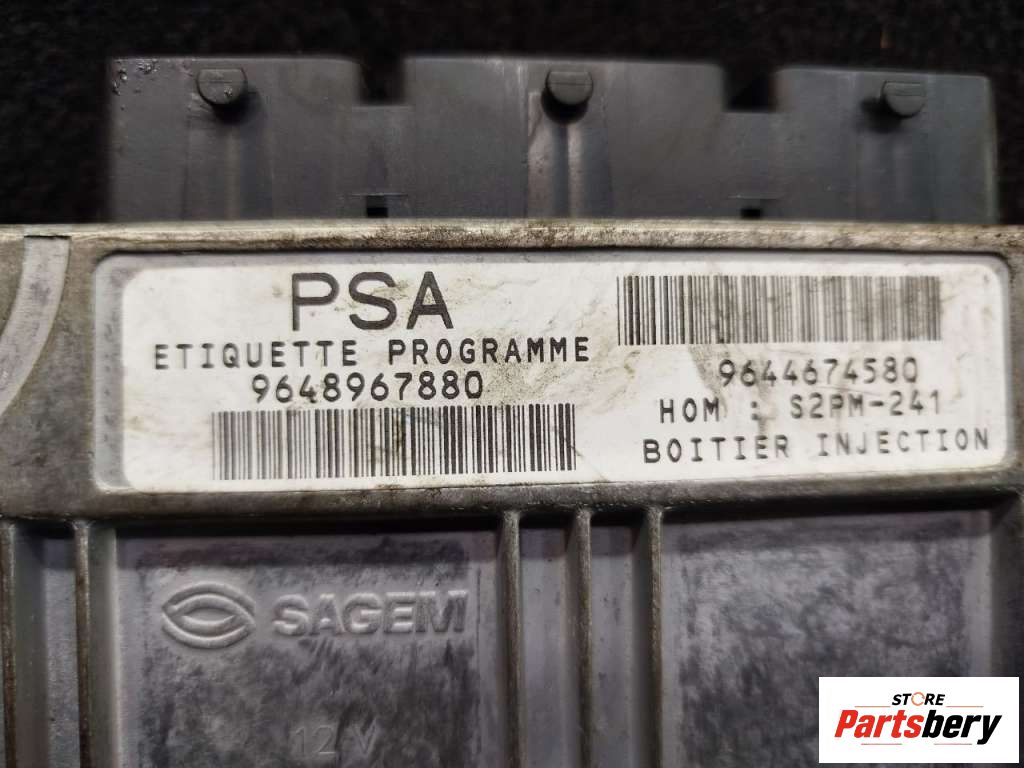 PSA
ETIQUETTE PROGRAMME
9648967880
9644674580
HOM : S2PM-241
BOITIER INJECTION
SAGEM
12 V
STORE
Partsbery